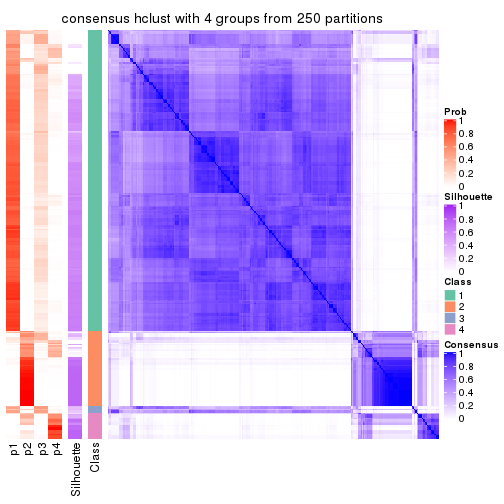 consensus hclust with 4 groups from 250 partitions
Prob
1
0.8
0.6
0.4
0.2
0
Silhouette
1
0.8
0.6
0.4
0.2
0
Class
1
2
3
4
Consensus
1
0.8
0.6
0.4
0.2
0
p1
p2
p3
p4
Silhouette
Class